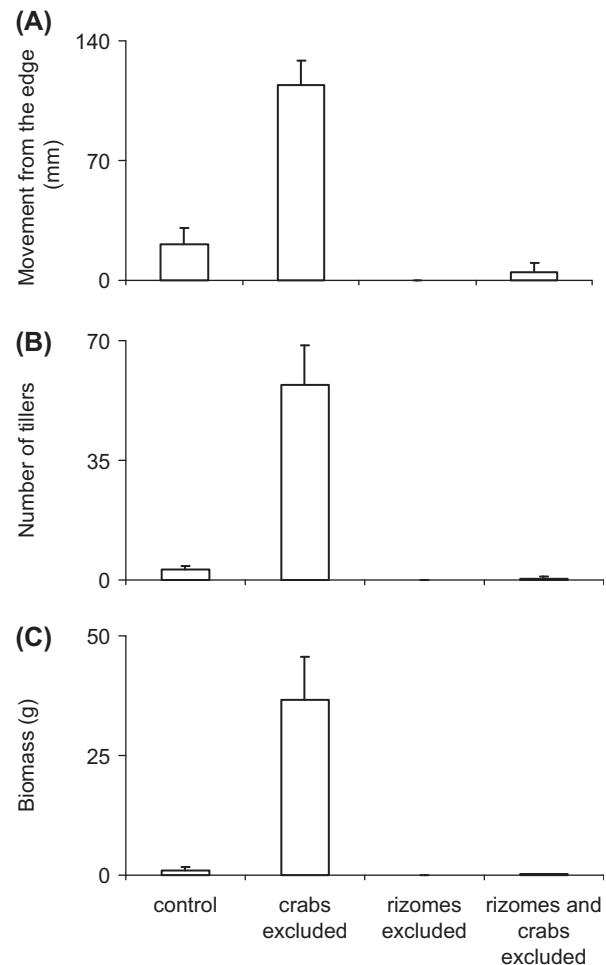 (A)
Movement from the edge
(mm)
140
70
0
(B)
Number of tillers
70
35
0
(C)
Biomass (g)
50
25
0
control
crabs
excluded
rizomes
excluded
rizomes and
crabs
excluded